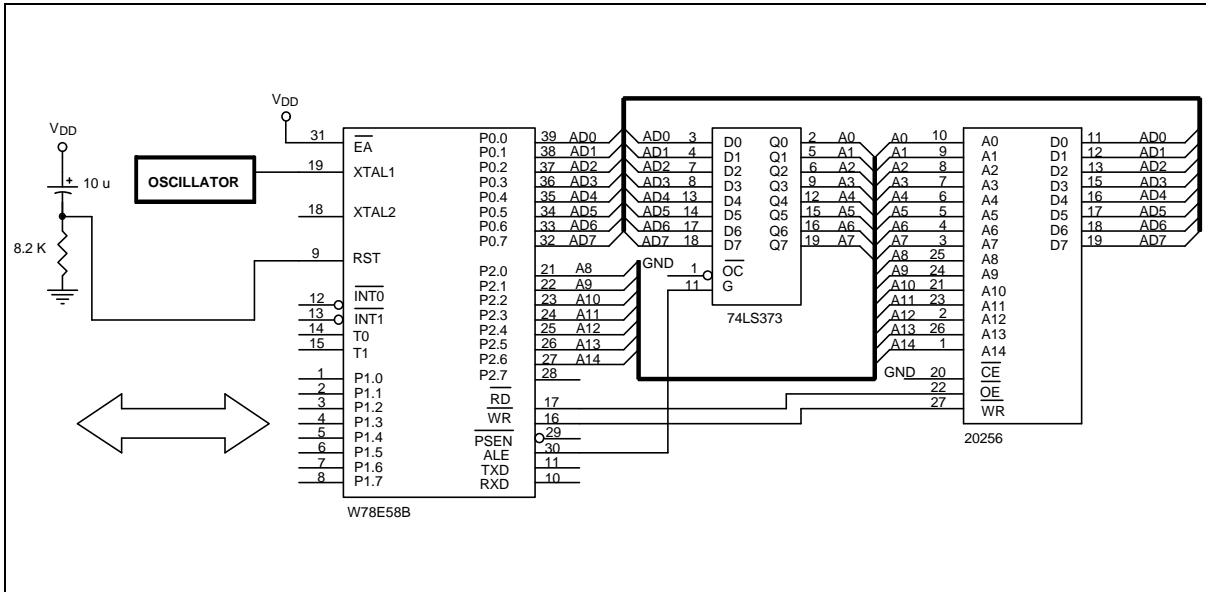 VDD
10 u
8.2 K
OSCILLATOR
VDD
31 EA
19 XTAL1
18 XTAL2
9 RST
12 INT0
13 INT1
14 T0
15 T1
1 P1.0
2 P1.1
3 P1.2
4 P1.3
5 P1.4
6 P1.5
7 P1.6
8 P1.7
P0.0 39 AD0
P0.1 38 AD1
P0.2 37 AD2
P0.3 36 AD3
P0.4 35 AD4
P0.5 34 AD5
P0.6 33 AD6
P0.7 32 AD7
P2.0 21 A8
P2.1 22 A9
P2.2 23 A10
P2.3 24 A11
P2.4 25 A12
P2.5 26 A13
P2.6 27 A14
P2.7 28
RD 17
WR 16
PSEN 29
ALE 30
TXD 11
RXD 10
W78E58B
AD0 3 D0 Q0 2 A0
AD1 4 D1 Q1 5 A1
AD2 7 D2 Q2 6 A2
AD3 8 D3 Q3 9 A3
AD4 13 D4 Q4 12 A4
AD5 14 D5 Q5 15 A5
AD6 17 D6 Q6 16 A6
AD7 18 D7 Q7 19 A7
GND 1 OC
11 G
74LS373
A0 10 A0 D0 11 AD0
A1 9 A1 D1 12 AD1
A2 8 A2 D2 13 AD2
A3 7 A3 D3 15 AD3
A4 6 A4 D4 16 AD4
A5 5 A5 D5 17 AD5
A6 4 A6 D6 18 AD6
A7 3 A7 D7 19 AD7
A8 25 A8
A9 24 A9
A10 21 A10
A11 23 A11
A12 2 A12
A13 26 A13
A14 1 A14
GND 20 CE
22 OE
27 WR
20256